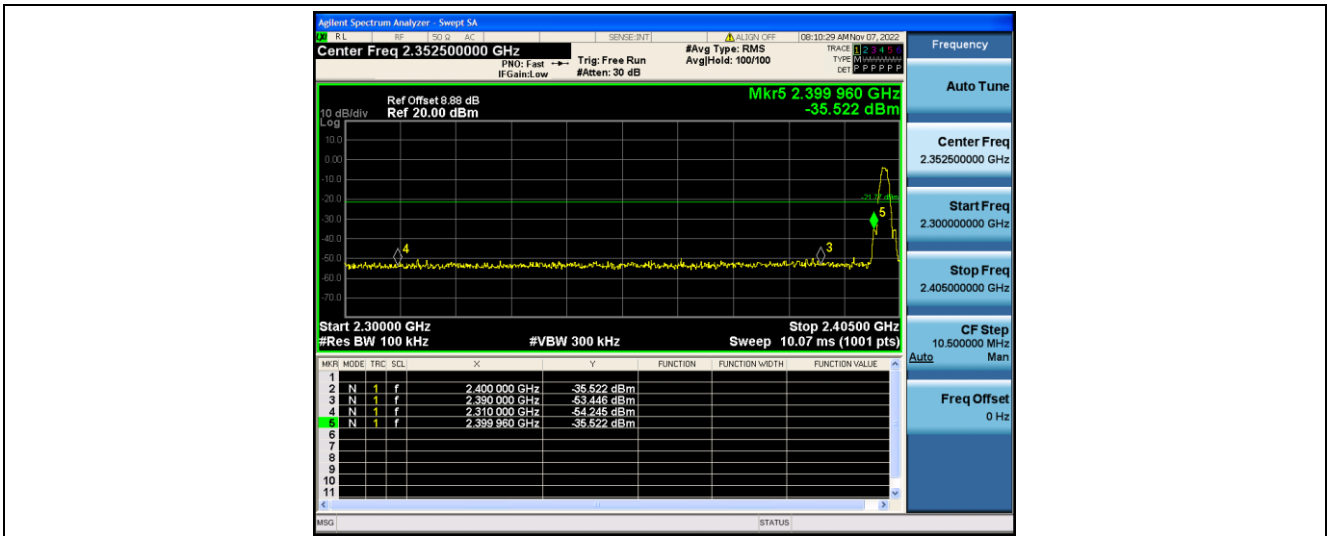 Agilent Spectrum Analyzer - Swept SA
RL RF 50 Ω AC SENSE:INT ALIGN OFF 08:10:29 AM Nov 07, 2022
Center Freq 2.352500000 GHz #Avg Type: RMS TRACE 1 2 3 4 5 6
PNO: Fast Trig: Free Run Avg|Hold: 100/100 TYPE M
IFGain:Low #Atten: 30 dB DET P P P P P P
Mkr5 2.399 960 GHz
Ref Offset 8.88 dB
10 dB/div Ref 20.00 dBm -35.522 dBm
Log
10.0
0.00
-10.0
-20.0
-30.0 5
-40.0
4 3
-50.0
-60.0
-70.0
Start 2.30000 GHz Stop 2.40500 GHz
#Res BW 100 kHz #VBW 300 kHz Sweep 10.07 ms (1001 pts)
MKR MODE TRC SCL X Y FUNCTION FUNCTION WIDTH FUNCTION VALUE
1
2 N 1 f 2.400 000 GHz -35.522 dBm
3 N 1 f 2.390 000 GHz -53.446 dBm
4 N 1 f 2.310 000 GHz -54.245 dBm
5 N 1 f 2.399 960 GHz -35.522 dBm
6
7
8
9
10
11
MSG STATUS
Frequency
Auto Tune
Center Freq
2.352500000 GHz
Start Freq
2.300000000 GHz
Stop Freq
2.405000000 GHz
CF Step
10.500000 MHz
Auto Man
Freq Offset
0 Hz